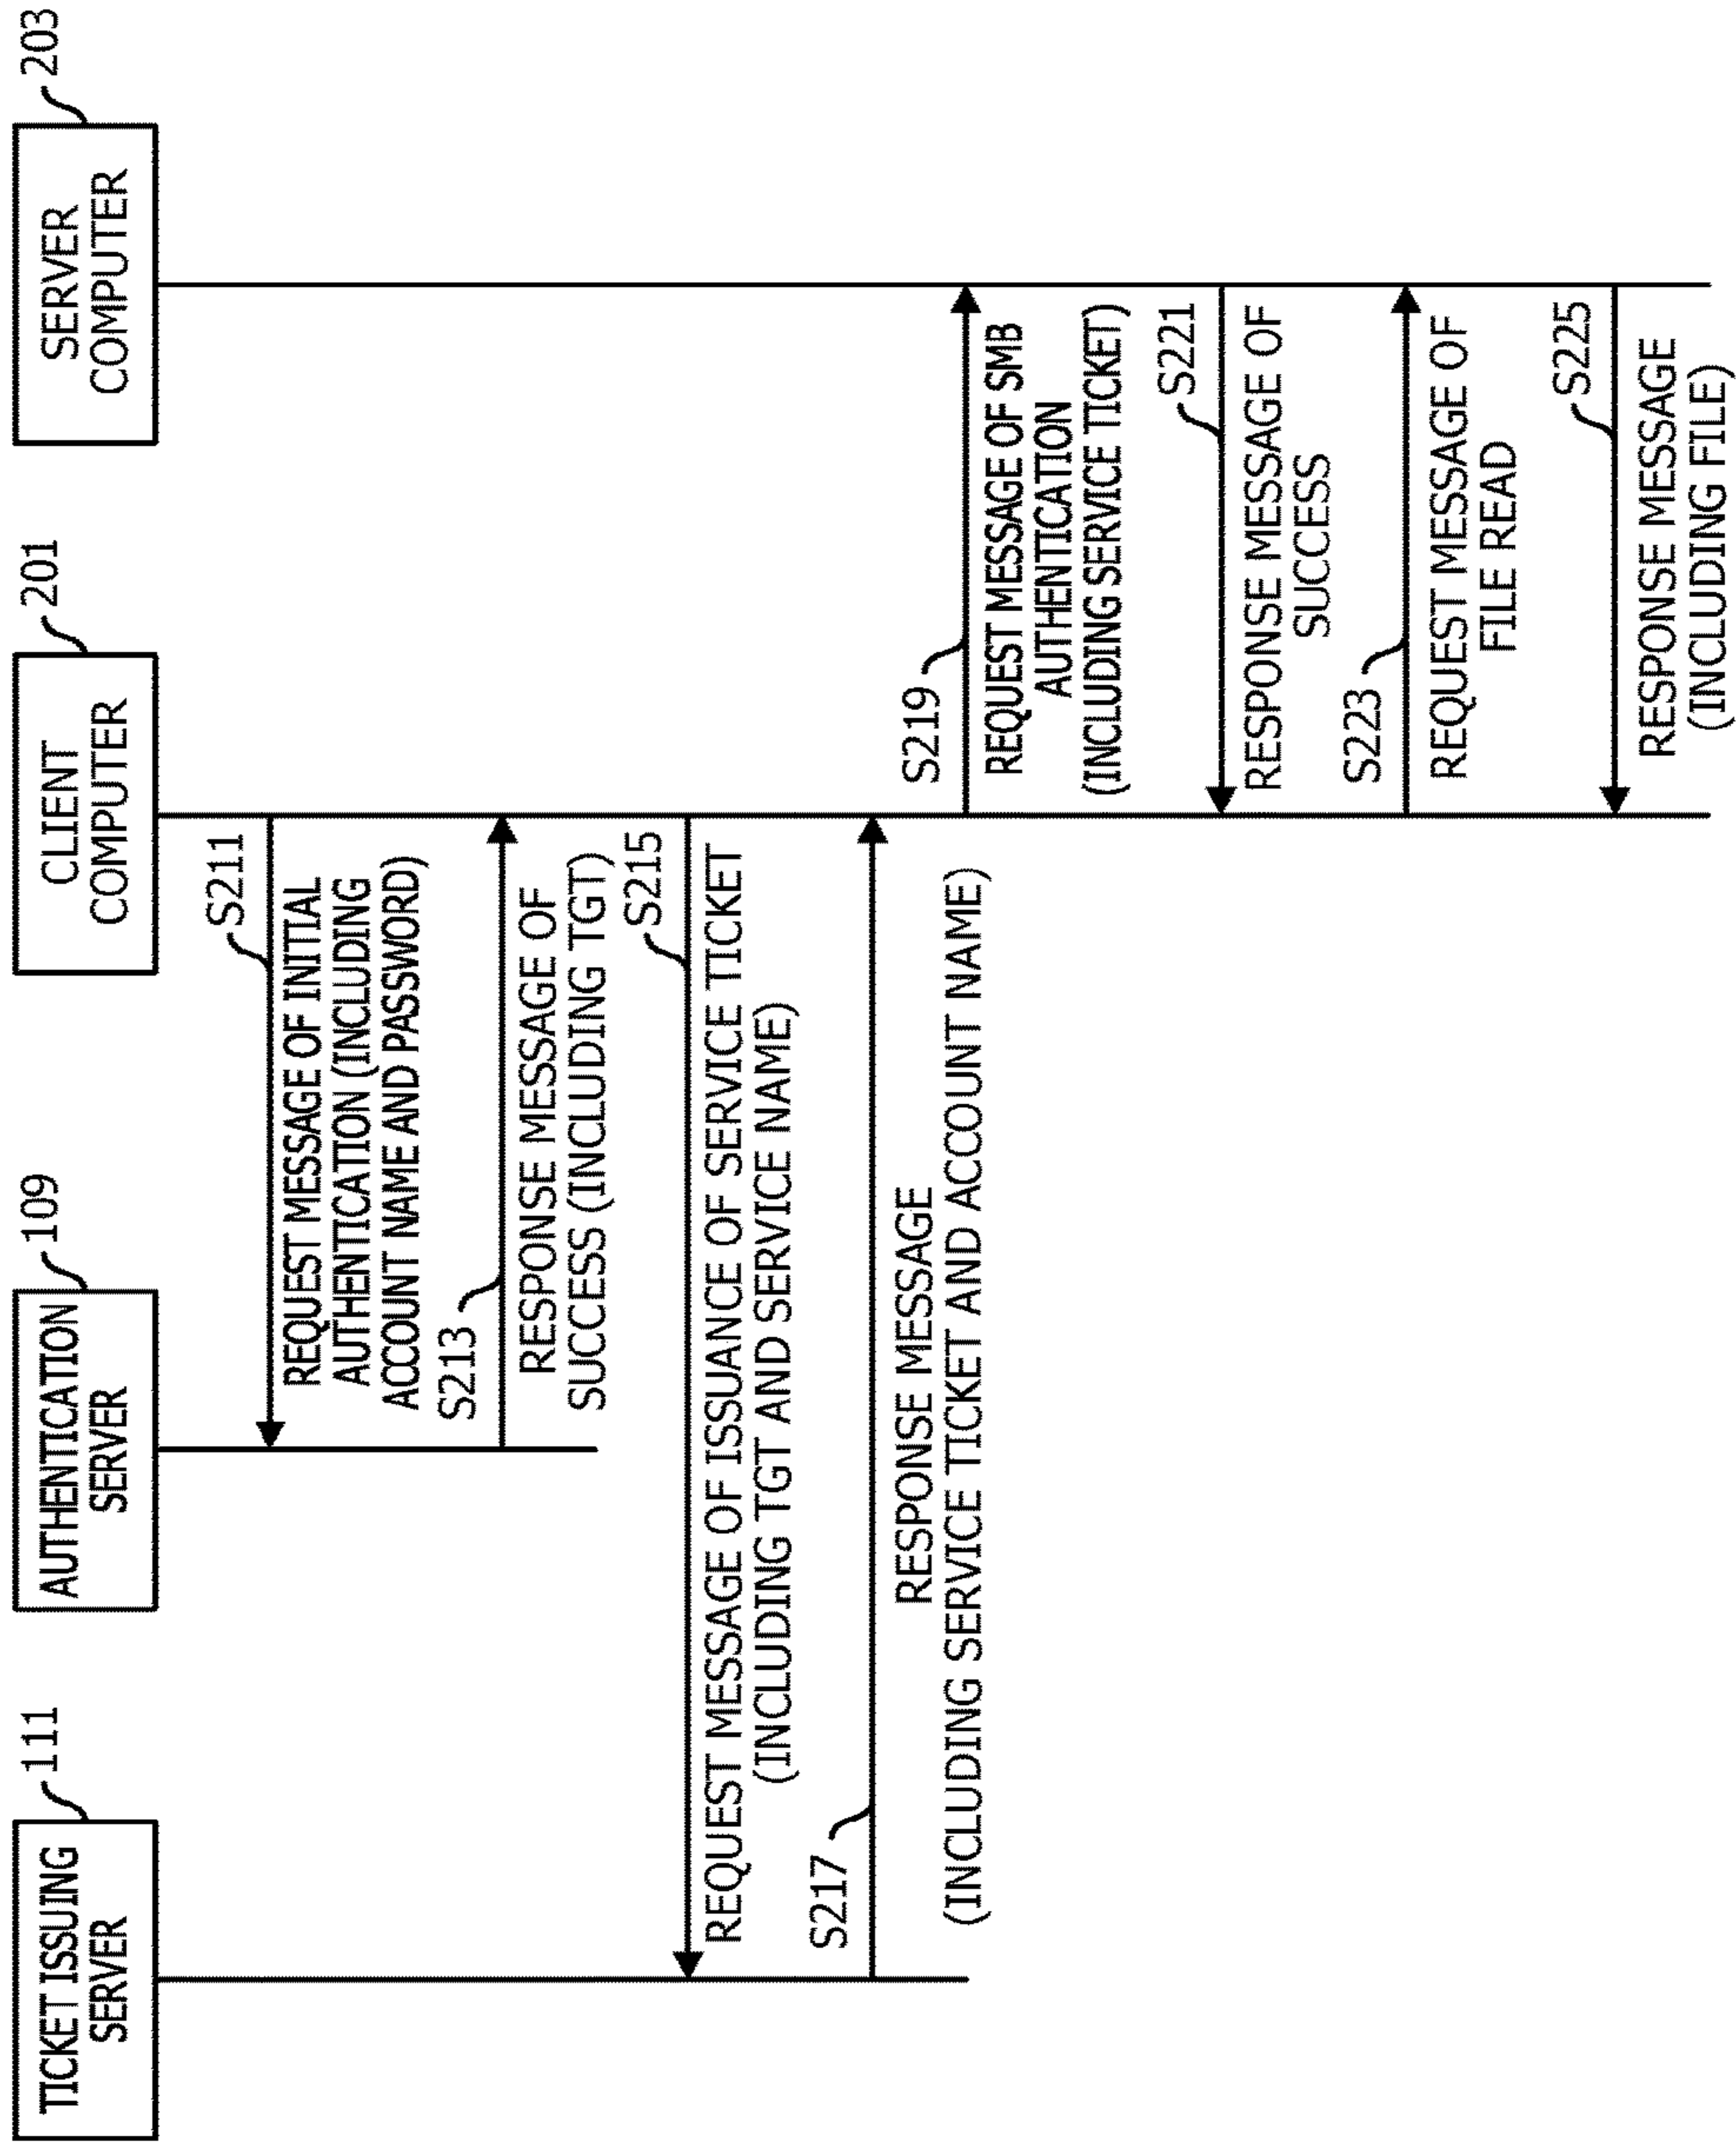 TICKET ISSUING
SERVER
111
AUTHENTICATION
SERVER
109
CLIENT
COMPUTER
201
SERVER
COMPUTER
203
S211
REQUEST MESSAGE OF INITIAL
AUTHENTICATION (INCLUDING
ACCOUNT NAME AND PASSWORD)
S213
RESPONSE MESSAGE OF
SUCCESS (INCLUDING TGT)
S215
REQUEST MESSAGE OF ISSUANCE OF SERVICE TICKET
(INCLUDING TGT AND SERVICE NAME)
S217
RESPONSE MESSAGE
(INCLUDING SERVICE TICKET AND ACCOUNT NAME)
S219
REQUEST MESSAGE OF SMB
AUTHENTICATION
(INCLUDING SERVICE TICKET)
S221
RESPONSE MESSAGE OF
SUCCESS
S223
REQUEST MESSAGE OF
FILE READ
S225
RESPONSE MESSAGE
(INCLUDING FILE)